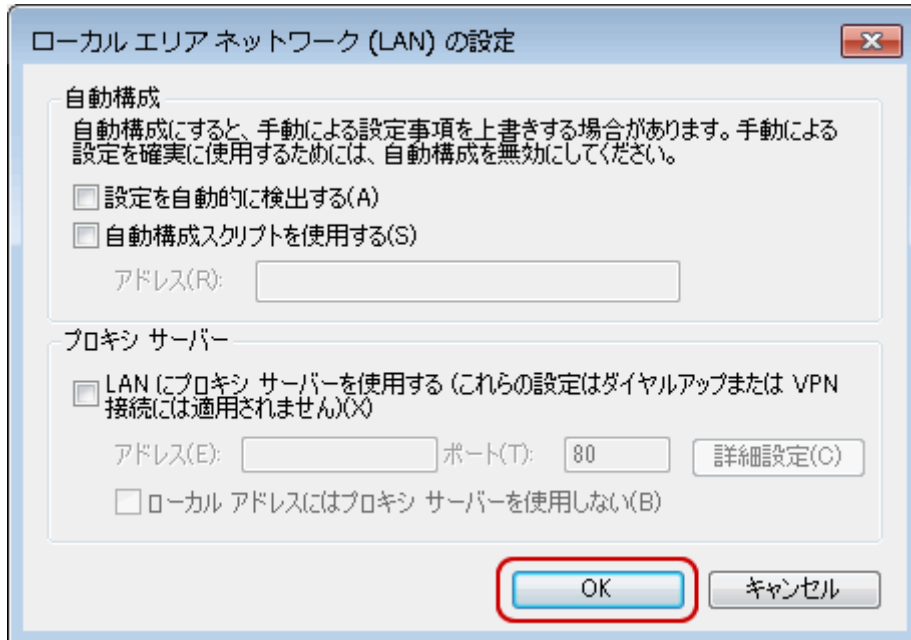 ローカル エリア ネットワーク (LAN) の設定
自動構成
自動構成にすると、手動による設定事項を上書きする場合があります。手動による
設定を確実に使用するためには、自動構成を無効にしてください。
設定を自動的に検出する(A)
自動構成スクリプトを使用する(S)
アドレス(R):
プロキシ サーバー
LAN にプロキシ サーバーを使用する (これらの設定はダイヤルアップまたは VPN
接続には適用されません)(X)
アドレス(E): ポート(T): 80 詳細設定(C)
ローカル アドレスにはプロキシ サーバーを使用しない(B)
OK キャンセル